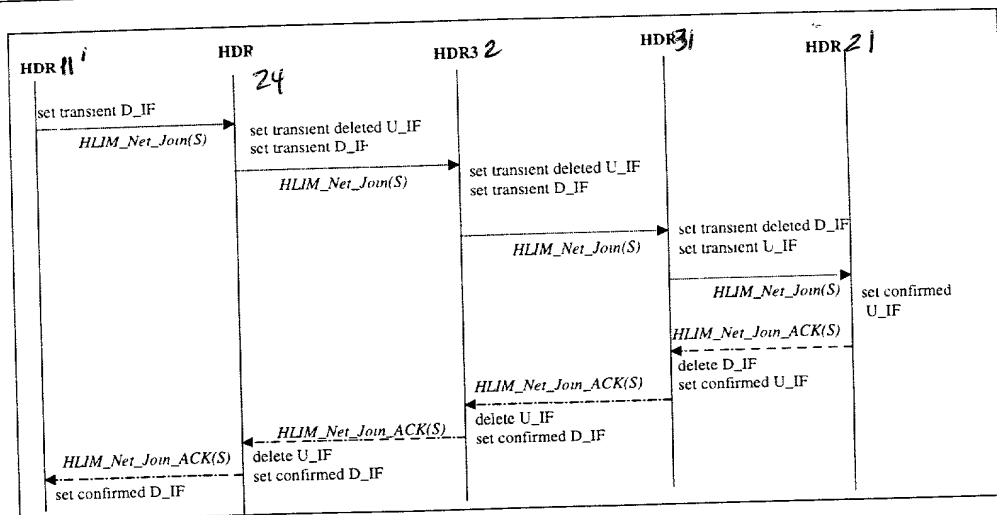 HDR 11 HDR 24 HDR3 2 HDR 31 HDR 21
set transient D_IF
HLIM_Net_Join(S)
set transient deleted U_IF
set transient D_IF
HLIM_Net_Join(S)
set transient deleted U_IF
set transient D_IF
HLIM_Net_Join(S)
set transient deleted D_IF
set transient U_IF
HLIM_Net_Join(S)
set confirmed
U_IF
HLIM_Net_Join_ACK(S)
delete D_IF
set confirmed U_IF
HLIM_Net_Join_ACK(S)
delete U_IF
set confirmed D_IF
HLIM_Net_Join_ACK(S)
delete U_IF
set confirmed D_IF
HLIM_Net_Join_ACK(S)
set confirmed D_IF